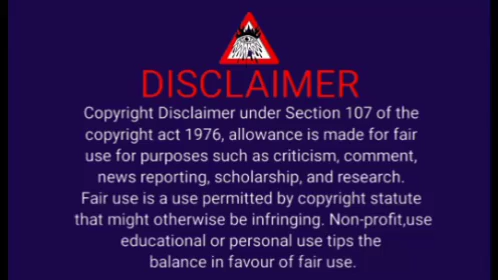 DISCLAIMER
Copyright Disclaimer under Section 107 of the
copyright act 1976, allowance is made for fair
use for purposes such as criticism, comment,
news reporting, scholarship, and research.
Fair use is a use permitted by copyright statute
that might otherwise be infringing. Non-profit,use
educational or personal use tips the
balance in favour of fair use.